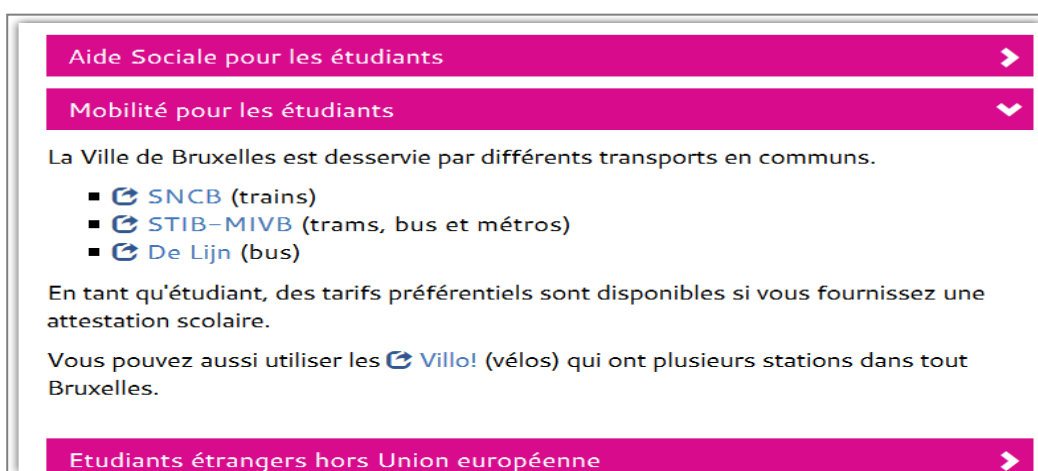 Aide Sociale pour les étudiants
Mobilité pour les étudiants
La Ville de Bruxelles est desservie par différents transports en communs.
SNCB (trains)
STIB-MIVB (trams, bus et métros)
De Lijn (bus)
En tant qu'étudiant, des tarifs préférentiels sont disponibles si vous fournissez une
attestation scolaire.
Vous pouvez aussi utiliser les Villo! (vélos) qui ont plusieurs stations dans tout
Bruxelles.
Etudiants étrangers hors Union européenne